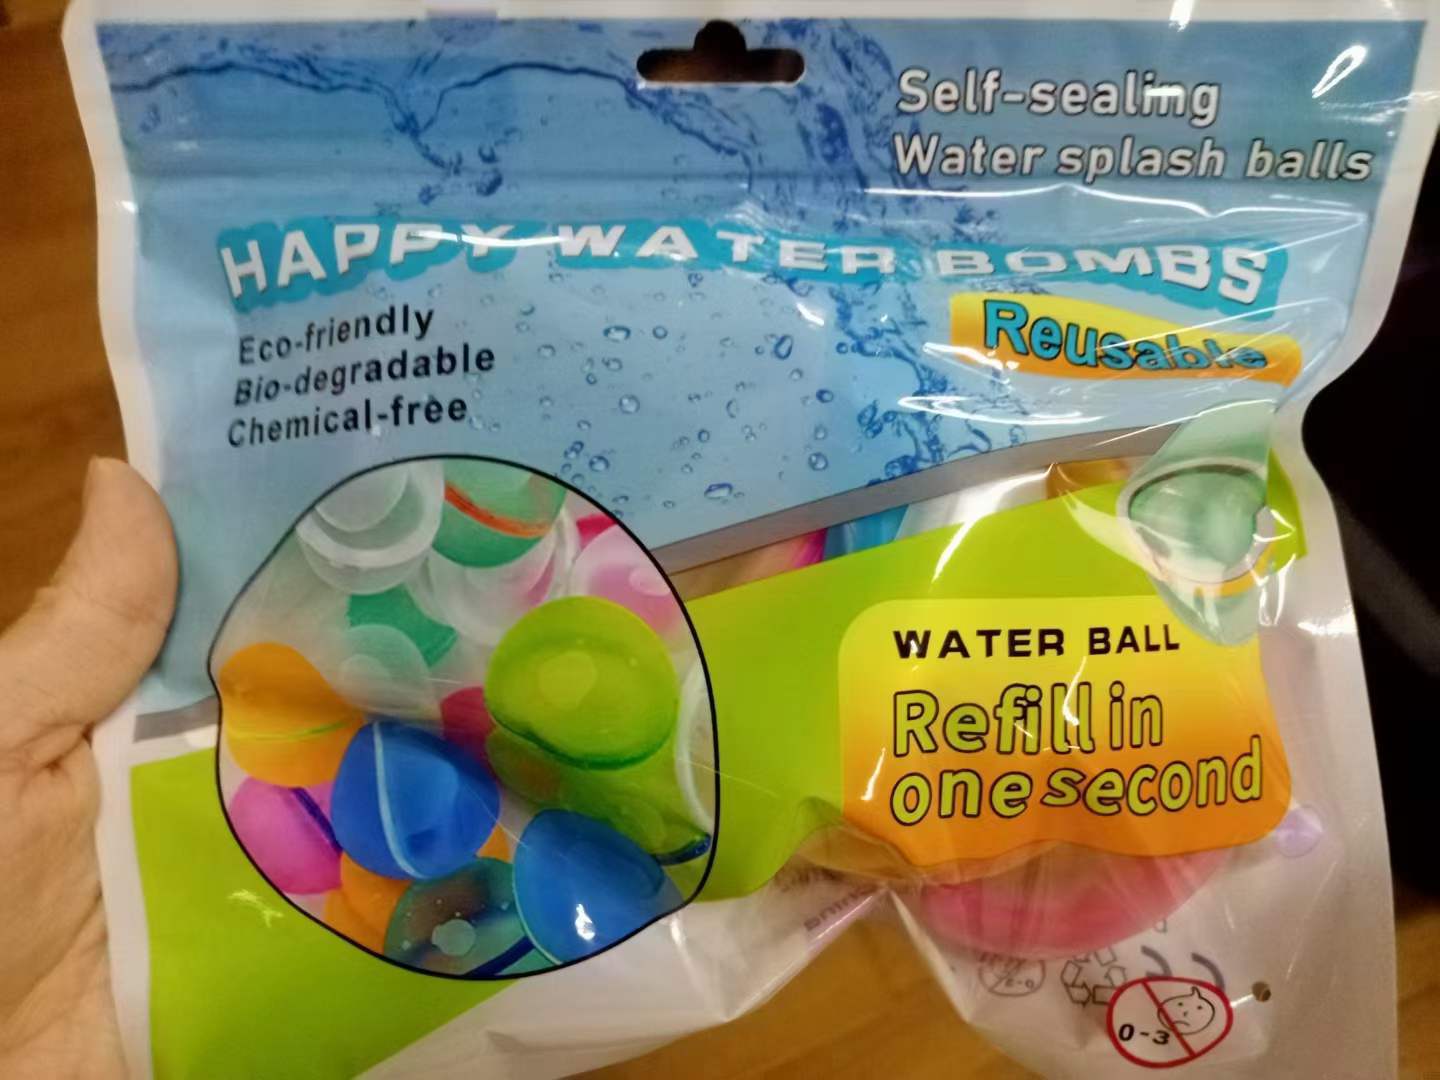 Self-sealing
Water splash balls
HAPPY WATER BOMBS
Reusable
Eco-friendly
Bio-degradable
Chemical-free
WATER BALL
Refill in
one second
CE
0-3